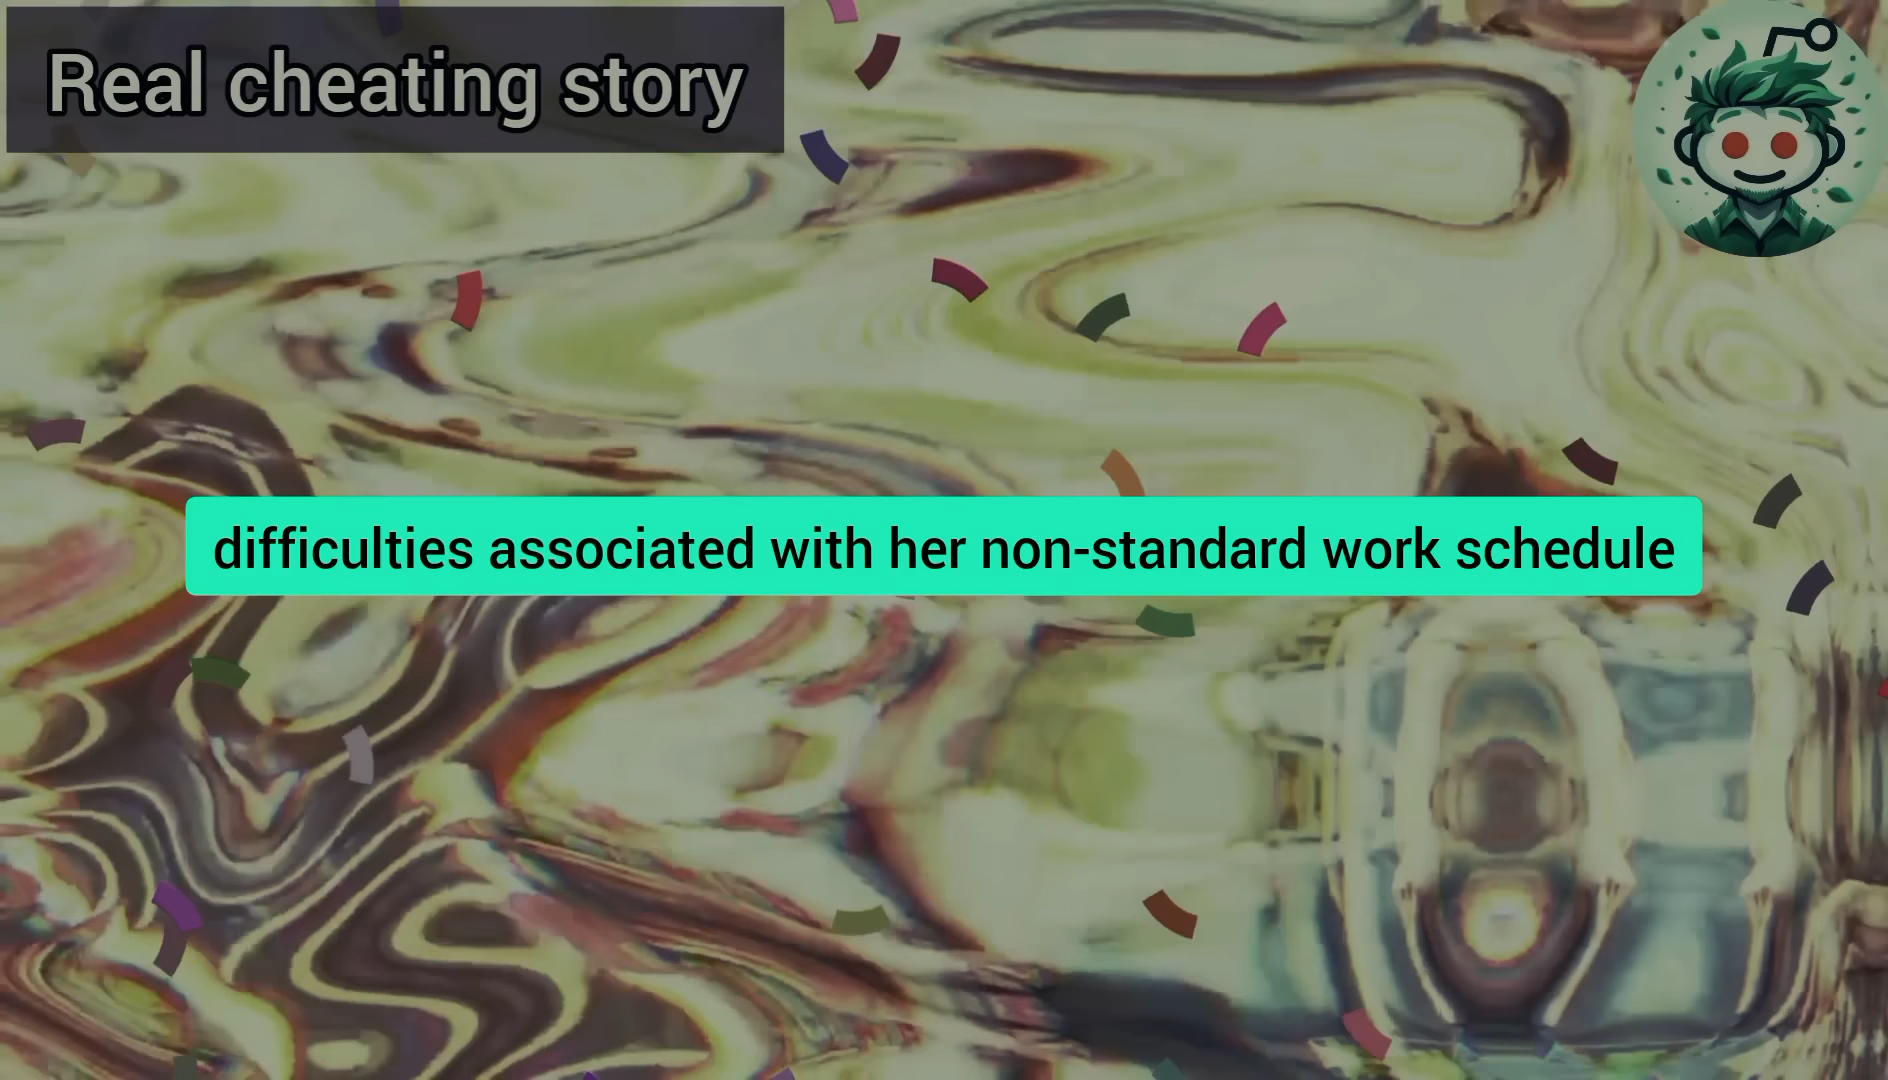 Real cheating story
difficulties associated with her non-standard work schedule